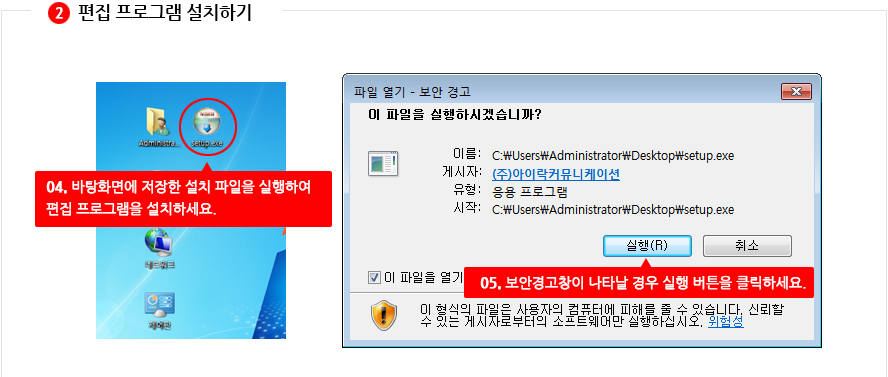 2 편집 프로그램 설치하기
Administra...
setup.exe
04. 바탕화면에 저장한 설치 파일을 실행하여
편집 프로그램을 설치하세요.
네트워크
제어판
파일 열기 - 보안 경고
이 파일을 실행하시겠습니까?
이름: C:\Users\Administrator\Desktop\setup.exe
게시자: (주)아이락커뮤니케이션
유형: 응용 프로그램
시작: C:\Users\Administrator\Desktop\setup.exe
실행(R) 취소
이 파일을 열기
05. 보안경고창이 나타날 경우 실행 버튼을 클릭하세요.
이 형식의 파일은 사용자의 컴퓨터에 피해를 줄 수 있습니다. 신뢰할
수 있는 게시자로부터의 소프트웨어만 실행하십시오. 위험성